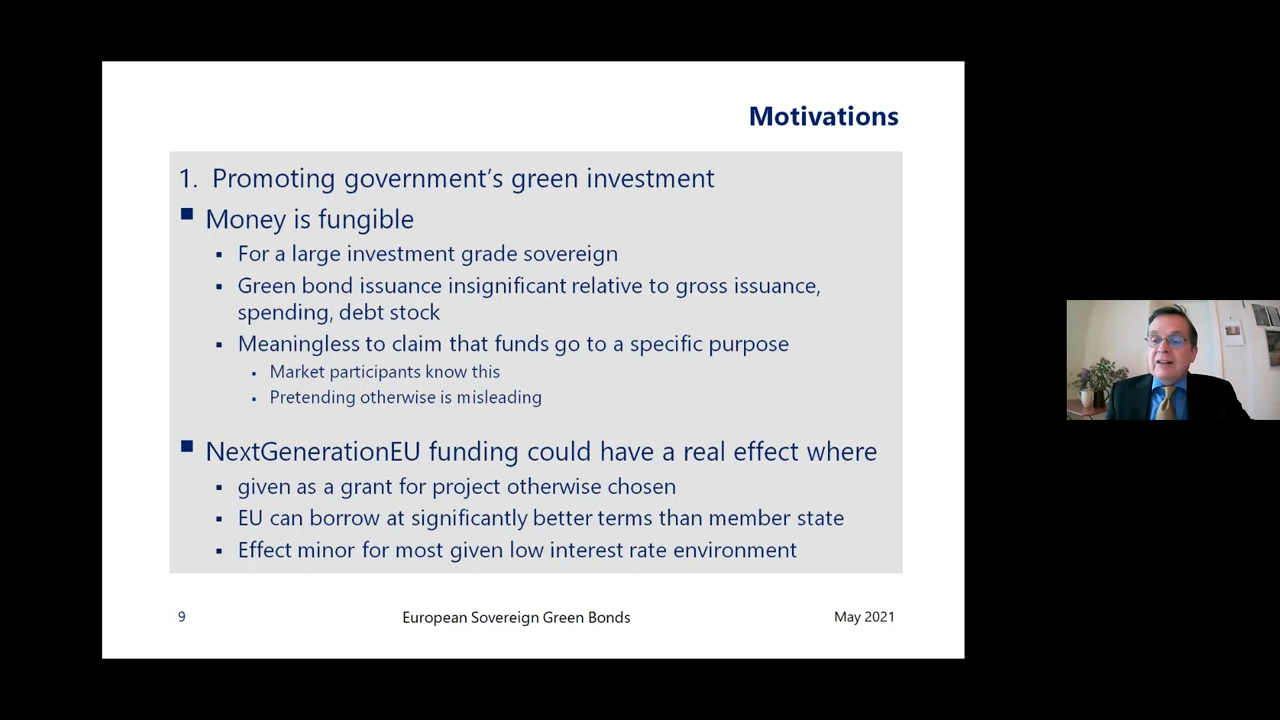 Motivations
1. Promoting government’s green investment
▪ Money is fungible
▪ For a large investment grade sovereign
▪ Green bond issuance insignificant relative to gross issuance,
spending, debt stock
▪ Meaningless to claim that funds go to a specific purpose
▪ Market participants know this
▪ Pretending otherwise is misleading
▪ NextGenerationEU funding could have a real effect where
▪ given as a grant for project otherwise chosen
▪ EU can borrow at significantly better terms than member state
▪ Effect minor for most given low interest rate environment
9 European Sovereign Green Bonds May 2021